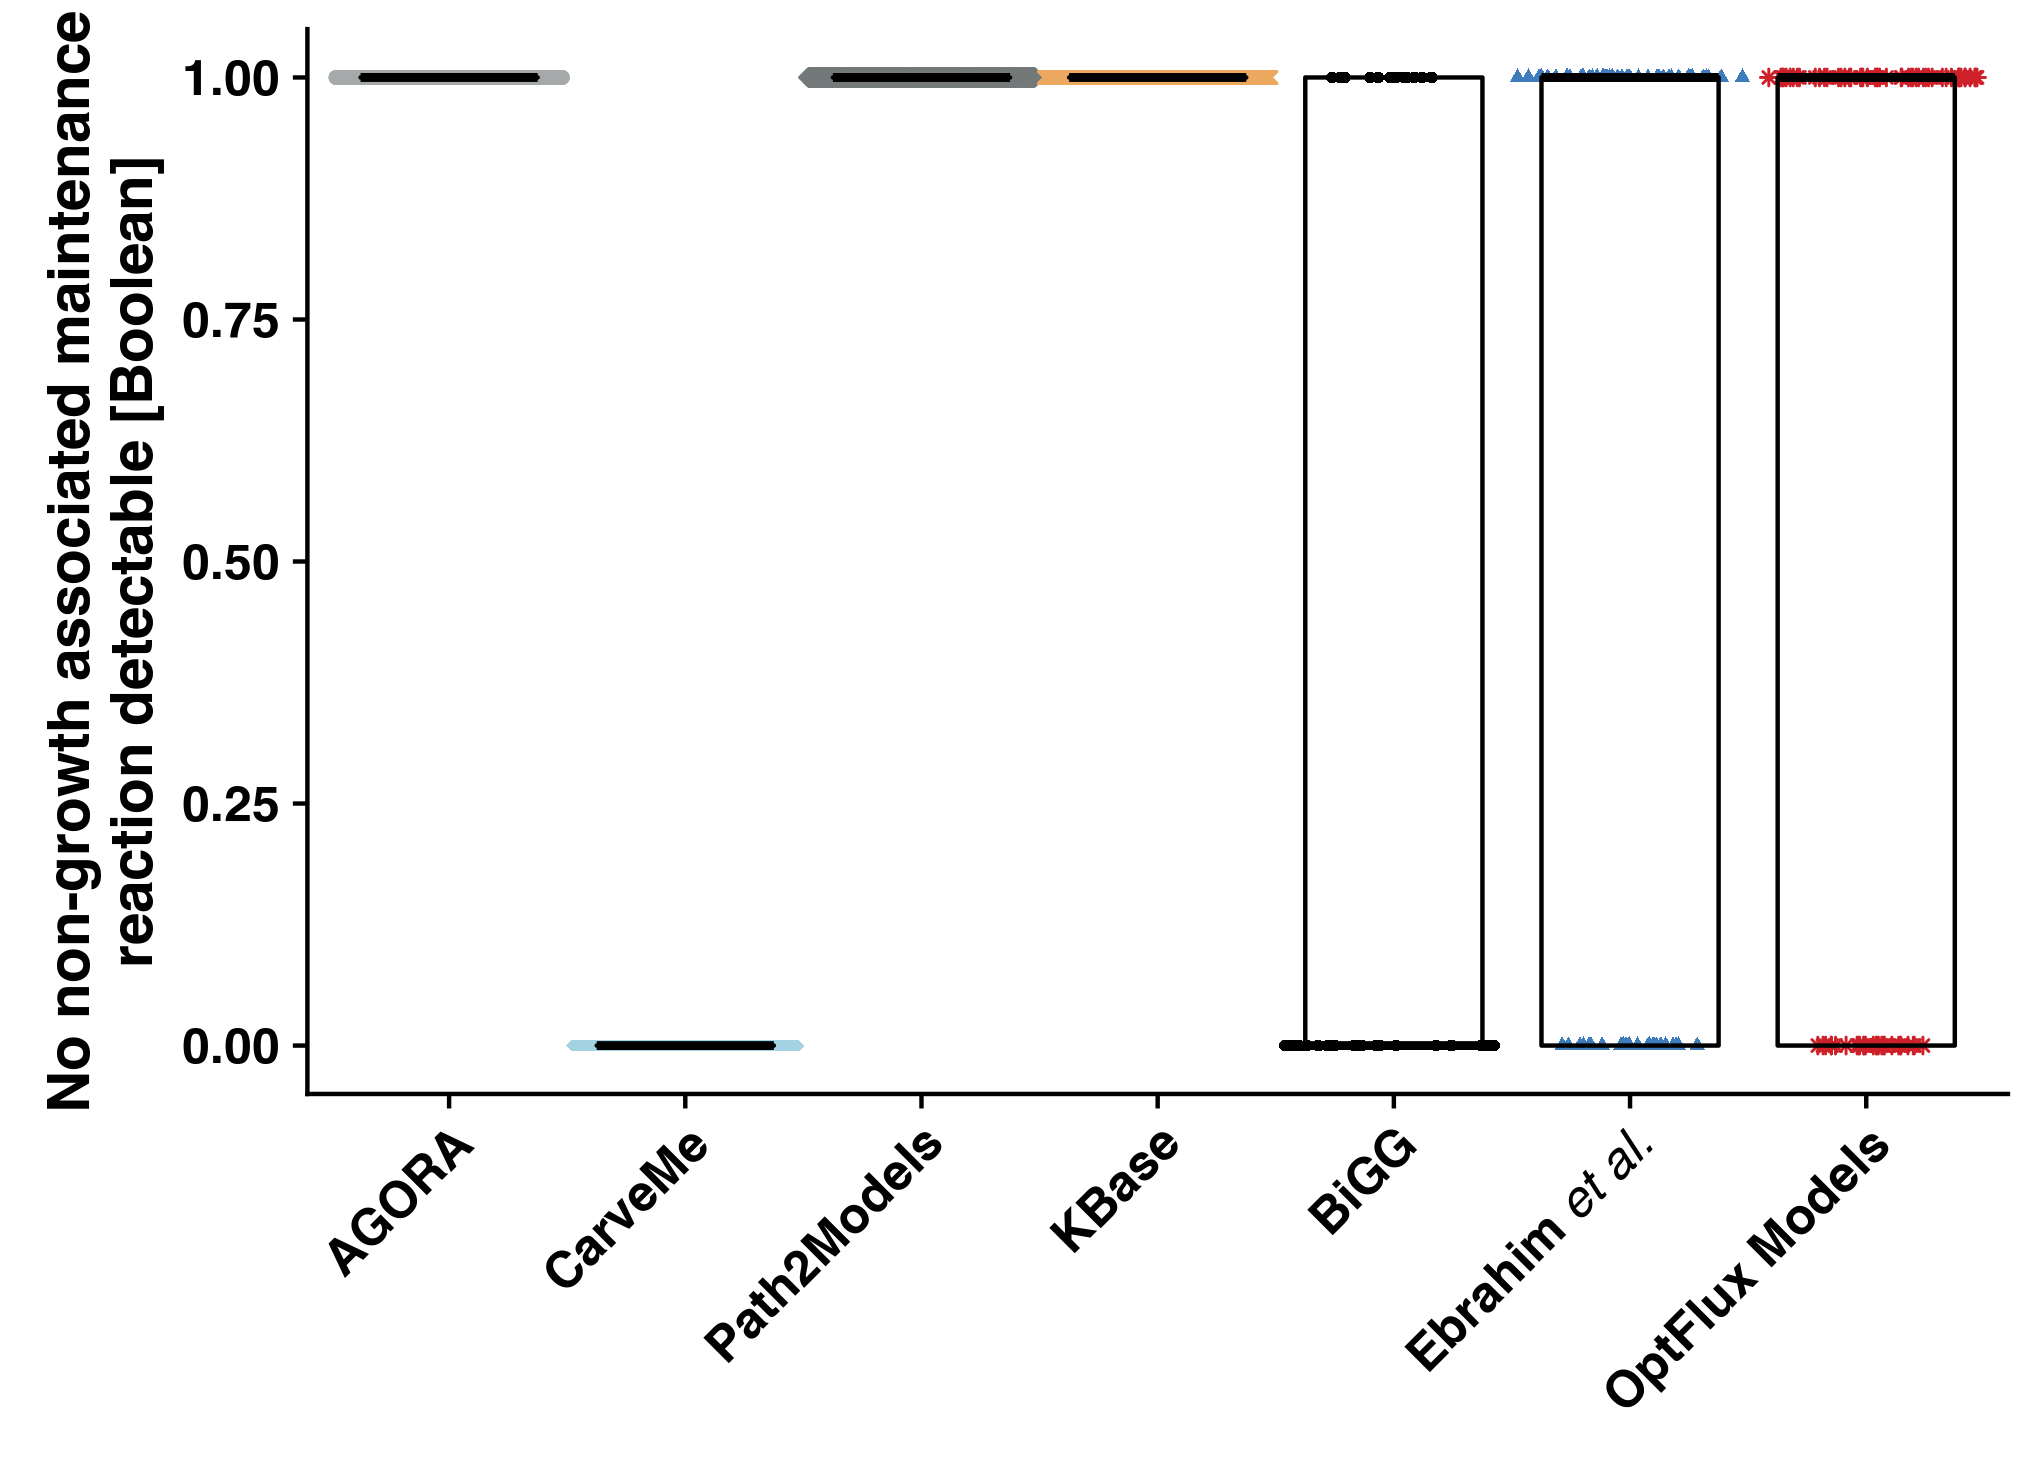 No non-growth associated maintenance
reaction detectable [Boolean]
1.00
0.75
0.50
0.25
0.00
AGORA
CarveMe
Path2Models
KBase
BiGG
Ebrahim et al.
OptFlux Models